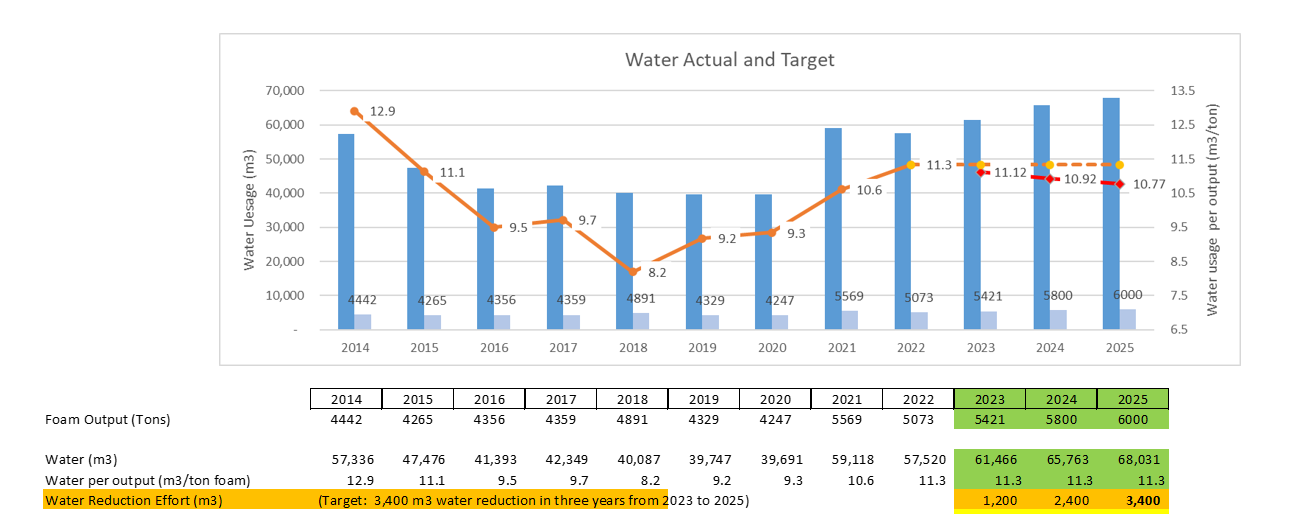 Water Actual and Target
70,000
60,000
50,000
40,000
30,000
20,000
10,000
-
Water Uesage (m3)
13.5
12.5
11.5
10.5
9.5
8.5
7.5
6.5
Water usage per output (m3/ton)
12.9
11.1
9.5
9.7
8.2
9.2
9.3
10.6
11.3
11.12
10.92
10.77
4442 4265 4356 4359 4891 4329 4247 5569 5073 5421 5800 6000
2014 2015 2016 2017 2018 2019 2020 2021 2022 2023 2024 2025
2014 2015 2016 2017 2018 2019 2020 2021 2022 2023 2024 2025
Foam Output (Tons) 4442 4265 4356 4359 4891 4329 4247 5569 5073 5421 5800 6000
Water (m3) 57,336 47,476 41,393 42,349 40,087 39,747 39,691 59,118 57,520 61,466 65,763 68,031
Water per output (m3/ton foam) 12.9 11.1 9.5 9.7 8.2 9.2 9.3 10.6 11.3 11.3 11.3 11.3
Water Reduction Effort (m3) (Target: 3,400 m3 water reduction in three years from 2023 to 2025) 1,200 2,400 3,400